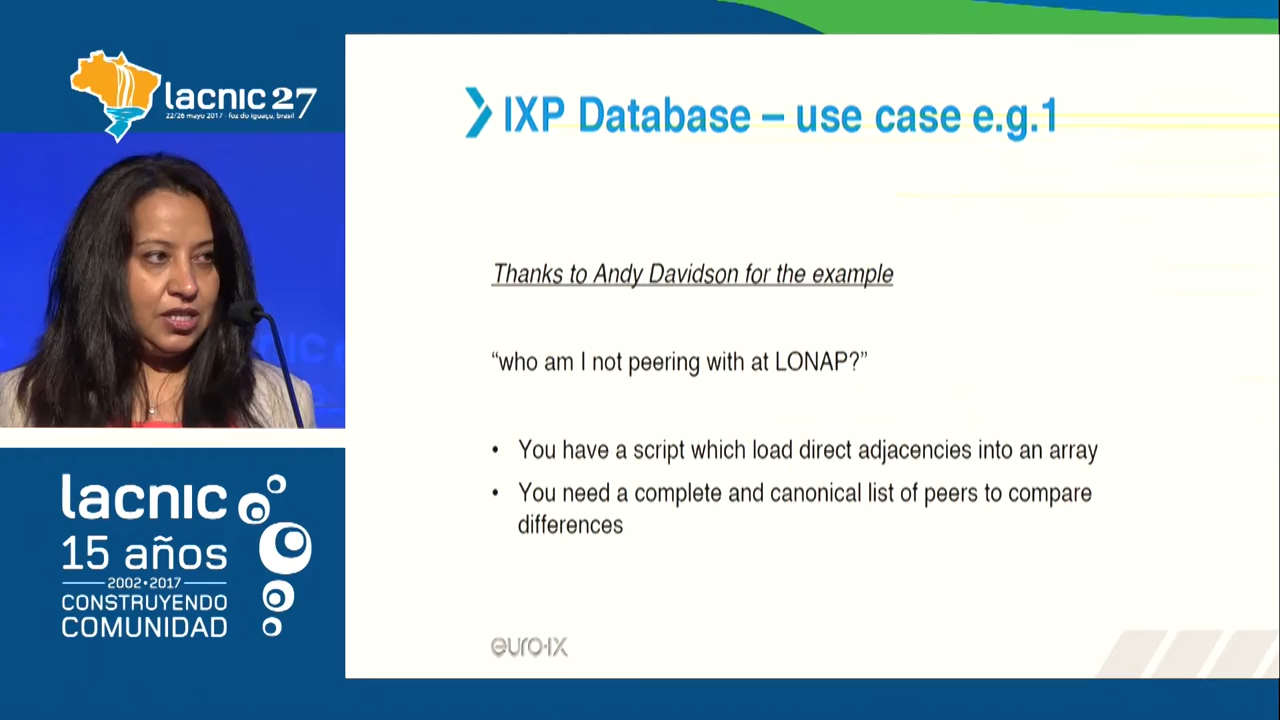 lacnic 27
22/26 mayo 2017 - foz do iguaçu, brasil
IXP Database – use case e.g.1
Thanks to Andy Davidson for the example
“who am I not peering with at LONAP?”
• You have a script which load direct adjacencies into an array
• You need a complete and canonical list of peers to compare
differences
euro-ix
lacnic
15 años
2002•2017
CONSTRUYENDO
COMUNIDAD